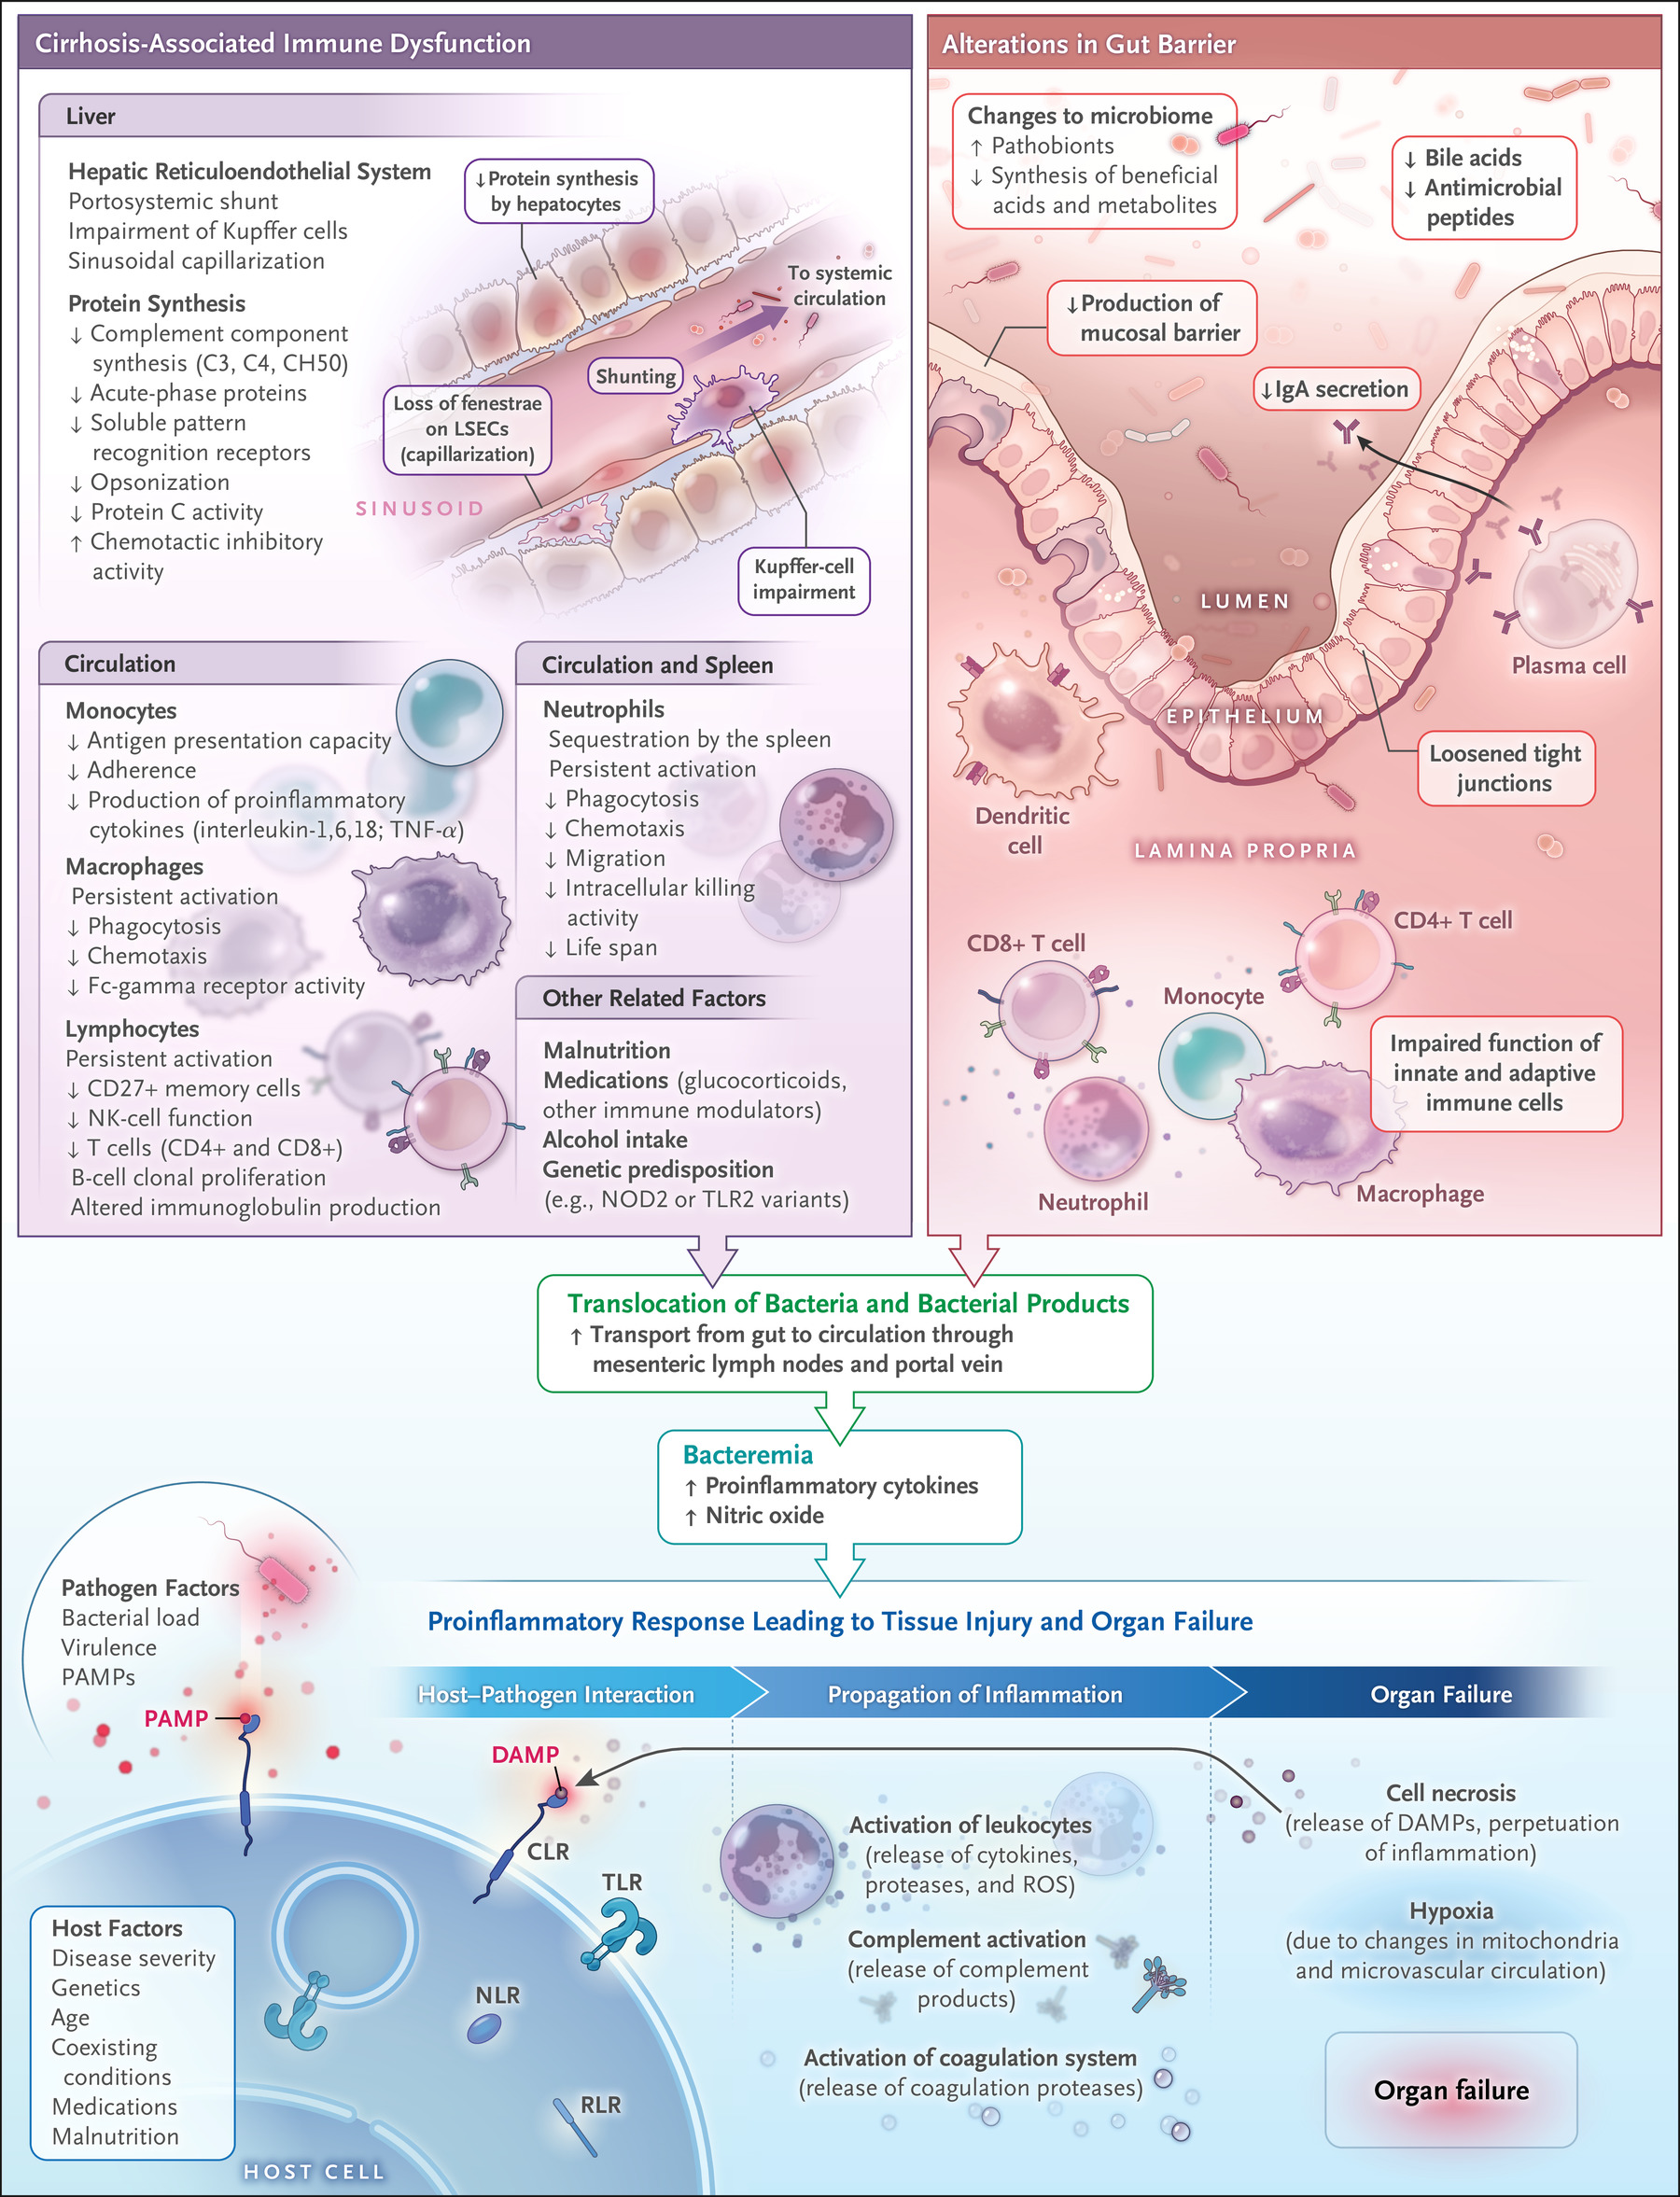 Cirrhosis-Associated Immune Dysfunction
Liver
Hepatic Reticuloendothelial System
Portosystemic shunt
Impairment of Kupffer cells
Sinusoidal capillarization
Protein Synthesis
↓ Complement component
synthesis (C3, C4, CH50)
↓ Acute-phase proteins
↓ Soluble pattern
recognition receptors
↓ Opsonization
↓ Protein C activity
↑ Chemotactic inhibitory
activity
↓Protein synthesis
by hepatocytes
To systemic
circulation
Shunting
Loss of fenestrae
on LSECs
(capillarization)
SINUSOID
Kupffer-cell
impairment
Circulation
Monocytes
↓ Antigen presentation capacity
↓ Adherence
↓ Production of proinflammatory
cytokines (interleukin-1,6,18; TNF-α)
Macrophages
Persistent activation
↓ Phagocytosis
↓ Chemotaxis
↓ Fc-gamma receptor activity
Lymphocytes
Persistent activation
↓ CD27+ memory cells
↓ NK-cell function
↓ T cells (CD4+ and CD8+)
B-cell clonal proliferation
Altered immunoglobulin production
Circulation and Spleen
Neutrophils
Sequestration by the spleen
Persistent activation
↓ Phagocytosis
↓ Chemotaxis
↓ Migration
↓ Intracellular killing
activity
↓ Life span
Other Related Factors
Malnutrition
Medications (glucocorticoids,
other immune modulators)
Alcohol intake
Genetic predisposition
(e.g., NOD2 or TLR2 variants)
Alterations in Gut Barrier
Changes to microbiome
↑ Pathobionts
↓ Synthesis of beneficial
acids and metabolites
↓ Bile acids
↓ Antimicrobial
peptides
↓Production of
mucosal barrier
↓IgA secretion
LUMEN
Plasma cell
EPITHELIUM
Loosened tight
junctions
Dendritic
cell
LAMINA PROPRIA
CD8+ T cell
CD4+ T cell
Monocyte
Impaired function of
innate and adaptive
immune cells
Neutrophil
Macrophage
Translocation of Bacteria and Bacterial Products
↑ Transport from gut to circulation through
mesenteric lymph nodes and portal vein
Bacteremia
↑ Proinflammatory cytokines
↑ Nitric oxide
Pathogen Factors
Bacterial load
Virulence
PAMPs
PAMP
Proinflammatory Response Leading to Tissue Injury and Organ Failure
Host–Pathogen Interaction
Propagation of Inflammation
Organ Failure
DAMP
CLR
TLR
NLR
RLR
Host Factors
Disease severity
Genetics
Age
Coexisting
conditions
Medications
Malnutrition
HOST CELL
Activation of leukocytes
(release of cytokines,
proteases, and ROS)
Complement activation
(release of complement
products)
Activation of coagulation system
(release of coagulation proteases)
Cell necrosis
(release of DAMPs, perpetuation
of inflammation)
Hypoxia
(due to changes in mitochondria
and microvascular circulation)
Organ failure